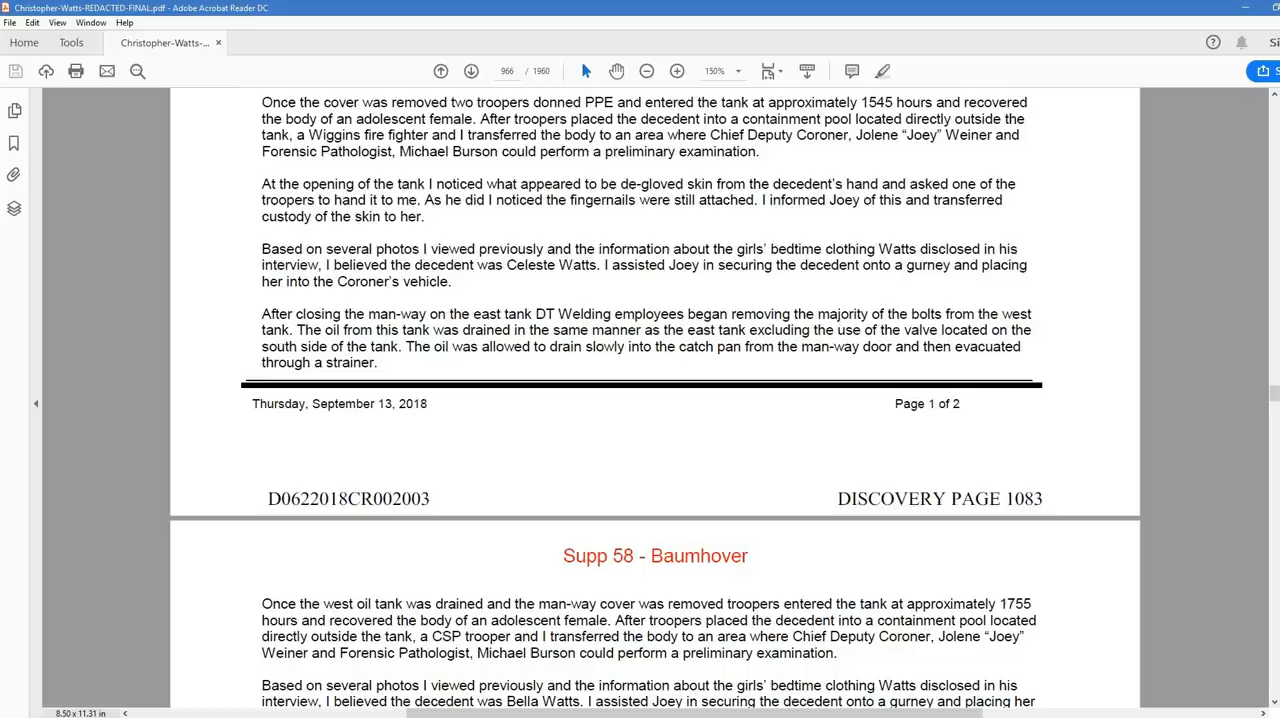 Christopher-Watts-REDACTED-FINAL.pdf - Adobe Acrobat Reader DC
File Edit View Window Help
Home Tools Christopher-Watts-... ×
966 / 1960 150%
Once the cover was removed two troopers donned PPE and entered the tank at approximately 1545 hours and recovered
the body of an adolescent female. After troopers placed the decedent into a containment pool located directly outside the
tank, a Wiggins fire fighter and I transferred the body to an area where Chief Deputy Coroner, Jolene “Joey” Weiner and
Forensic Pathologist, Michael Burson could perform a preliminary examination.
At the opening of the tank I noticed what appeared to be de-gloved skin from the decedent’s hand and asked one of the
troopers to hand it to me. As he did I noticed the fingernails were still attached. I informed Joey of this and transferred
custody of the skin to her.
Based on several photos I viewed previously and the information about the girls’ bedtime clothing Watts disclosed in his
interview, I believed the decedent was Celeste Watts. I assisted Joey in securing the decedent onto a gurney and placing
her into the Coroner’s vehicle.
After closing the man-way on the east tank DT Welding employees began removing the majority of the bolts from the west
tank. The oil from this tank was drained in the same manner as the east tank excluding the use of the valve located on the
south side of the tank. The oil was allowed to drain slowly into the catch pan from the man-way door and then evacuated
through a strainer.
Thursday, September 13, 2018 Page 1 of 2
D0622018CR002003 DISCOVERY PAGE 1083
Supp 58 - Baumhover
Once the west oil tank was drained and the man-way cover was removed troopers entered the tank at approximately 1755
hours and recovered the body of an adolescent female. After troopers placed the decedent into a containment pool located
directly outside the tank, a CSP trooper and I transferred the body to an area where Chief Deputy Coroner, Jolene “Joey”
Weiner and Forensic Pathologist, Michael Burson could perform a preliminary examination.
Based on several photos I viewed previously and the information about the girls’ bedtime clothing Watts disclosed in his
interview, I believed the decedent was Bella Watts. I assisted Joey in securing the decedent onto a gurney and placing her
8.50 x 11.31 in